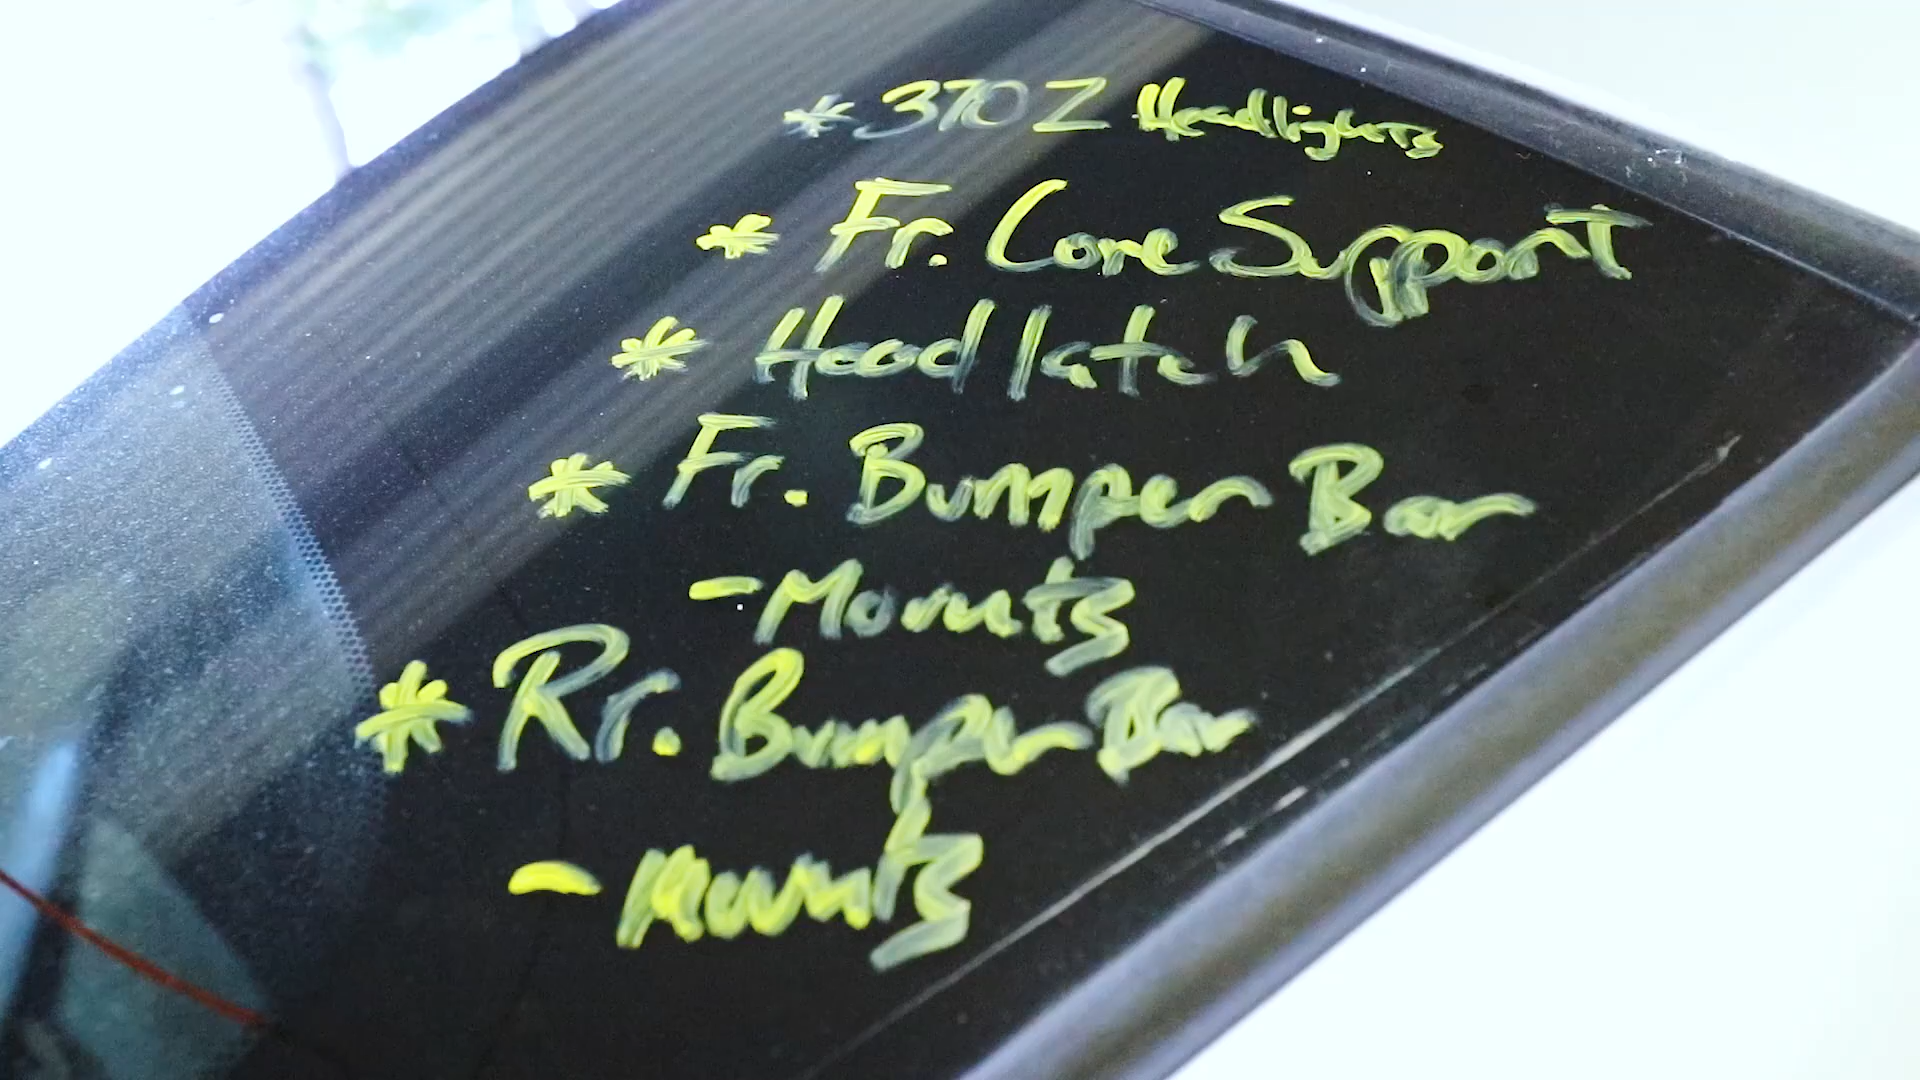 * 370Z Headlights
* Fr. Core Support
* Hood latch
* Fr. Bumper Bar
- Mounts
* Rr. Bumper Bar
- Mounts